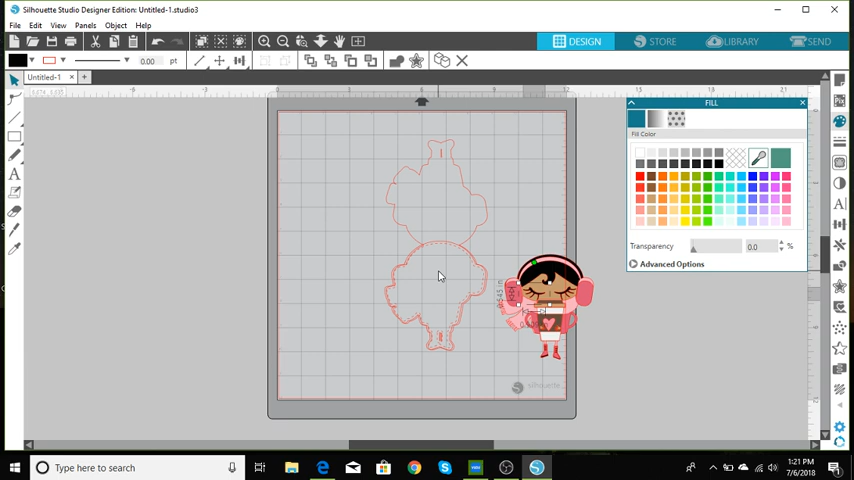 Silhouette Studio Designer Edition: Untitled-1.studio3
File Edit View Panels Object Hide
DESIGN STORE LIBRARY SEND
0.00 pt
Untitled-1
FILL
Fill Color
Transparency 0.0 %
Advanced Options
silhouette
Type here to search
1:21 PM
7/6/2018